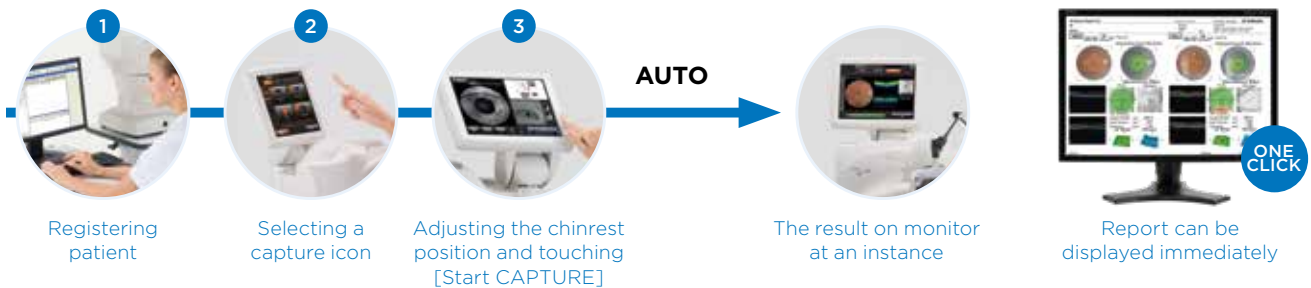 1
2
3
AUTO
ONE
CLICK
Registering
patient
Selecting a
capture icon
Adjusting the chinrest
position and touching
[Start CAPTURE]
The result on monitor
at an instance
Report can be
displayed immediately